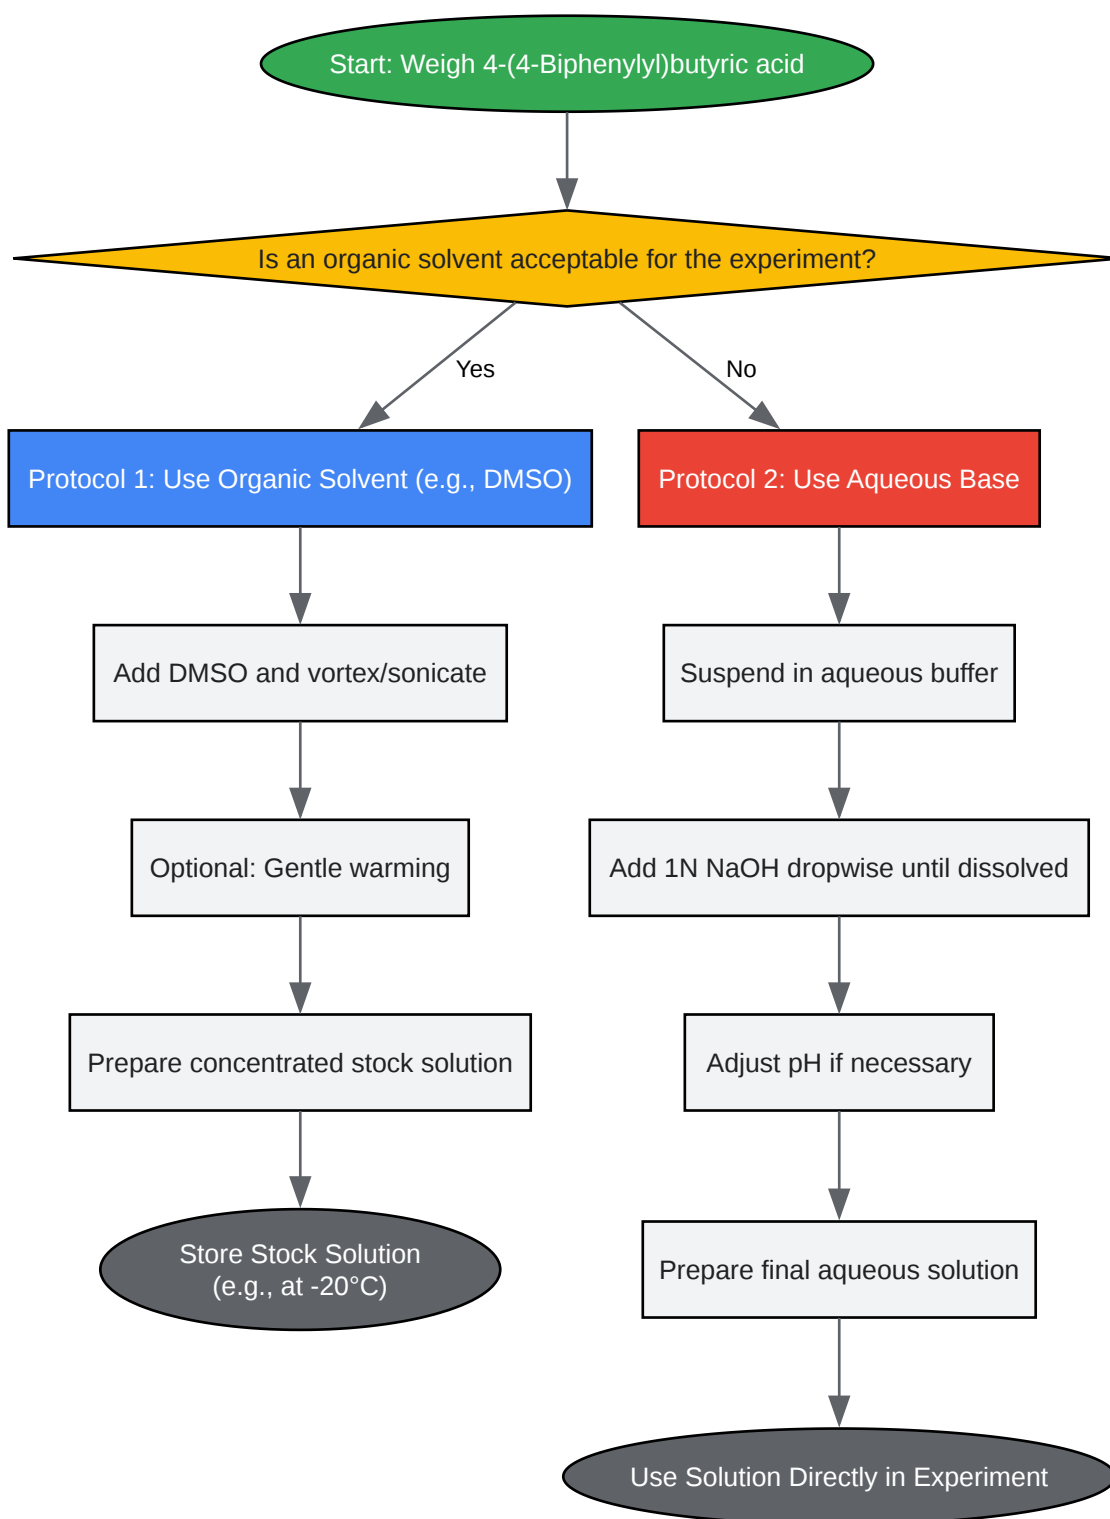 Start: Weigh 4-(4-Biphenylyl)butyric acid
Is an organic solvent acceptable for the experiment?
Yes
No
Protocol 1: Use Organic Solvent (e.g., DMSO)
Protocol 2: Use Aqueous Base
Add DMSO and vortex/sonicate
Suspend in aqueous buffer
Optional: Gentle warming
Add 1N NaOH dropwise until dissolved
Prepare concentrated stock solution
Adjust pH if necessary
Store Stock Solution
(e.g., at -20°C)
Prepare final aqueous solution
Use Solution Directly in Experiment